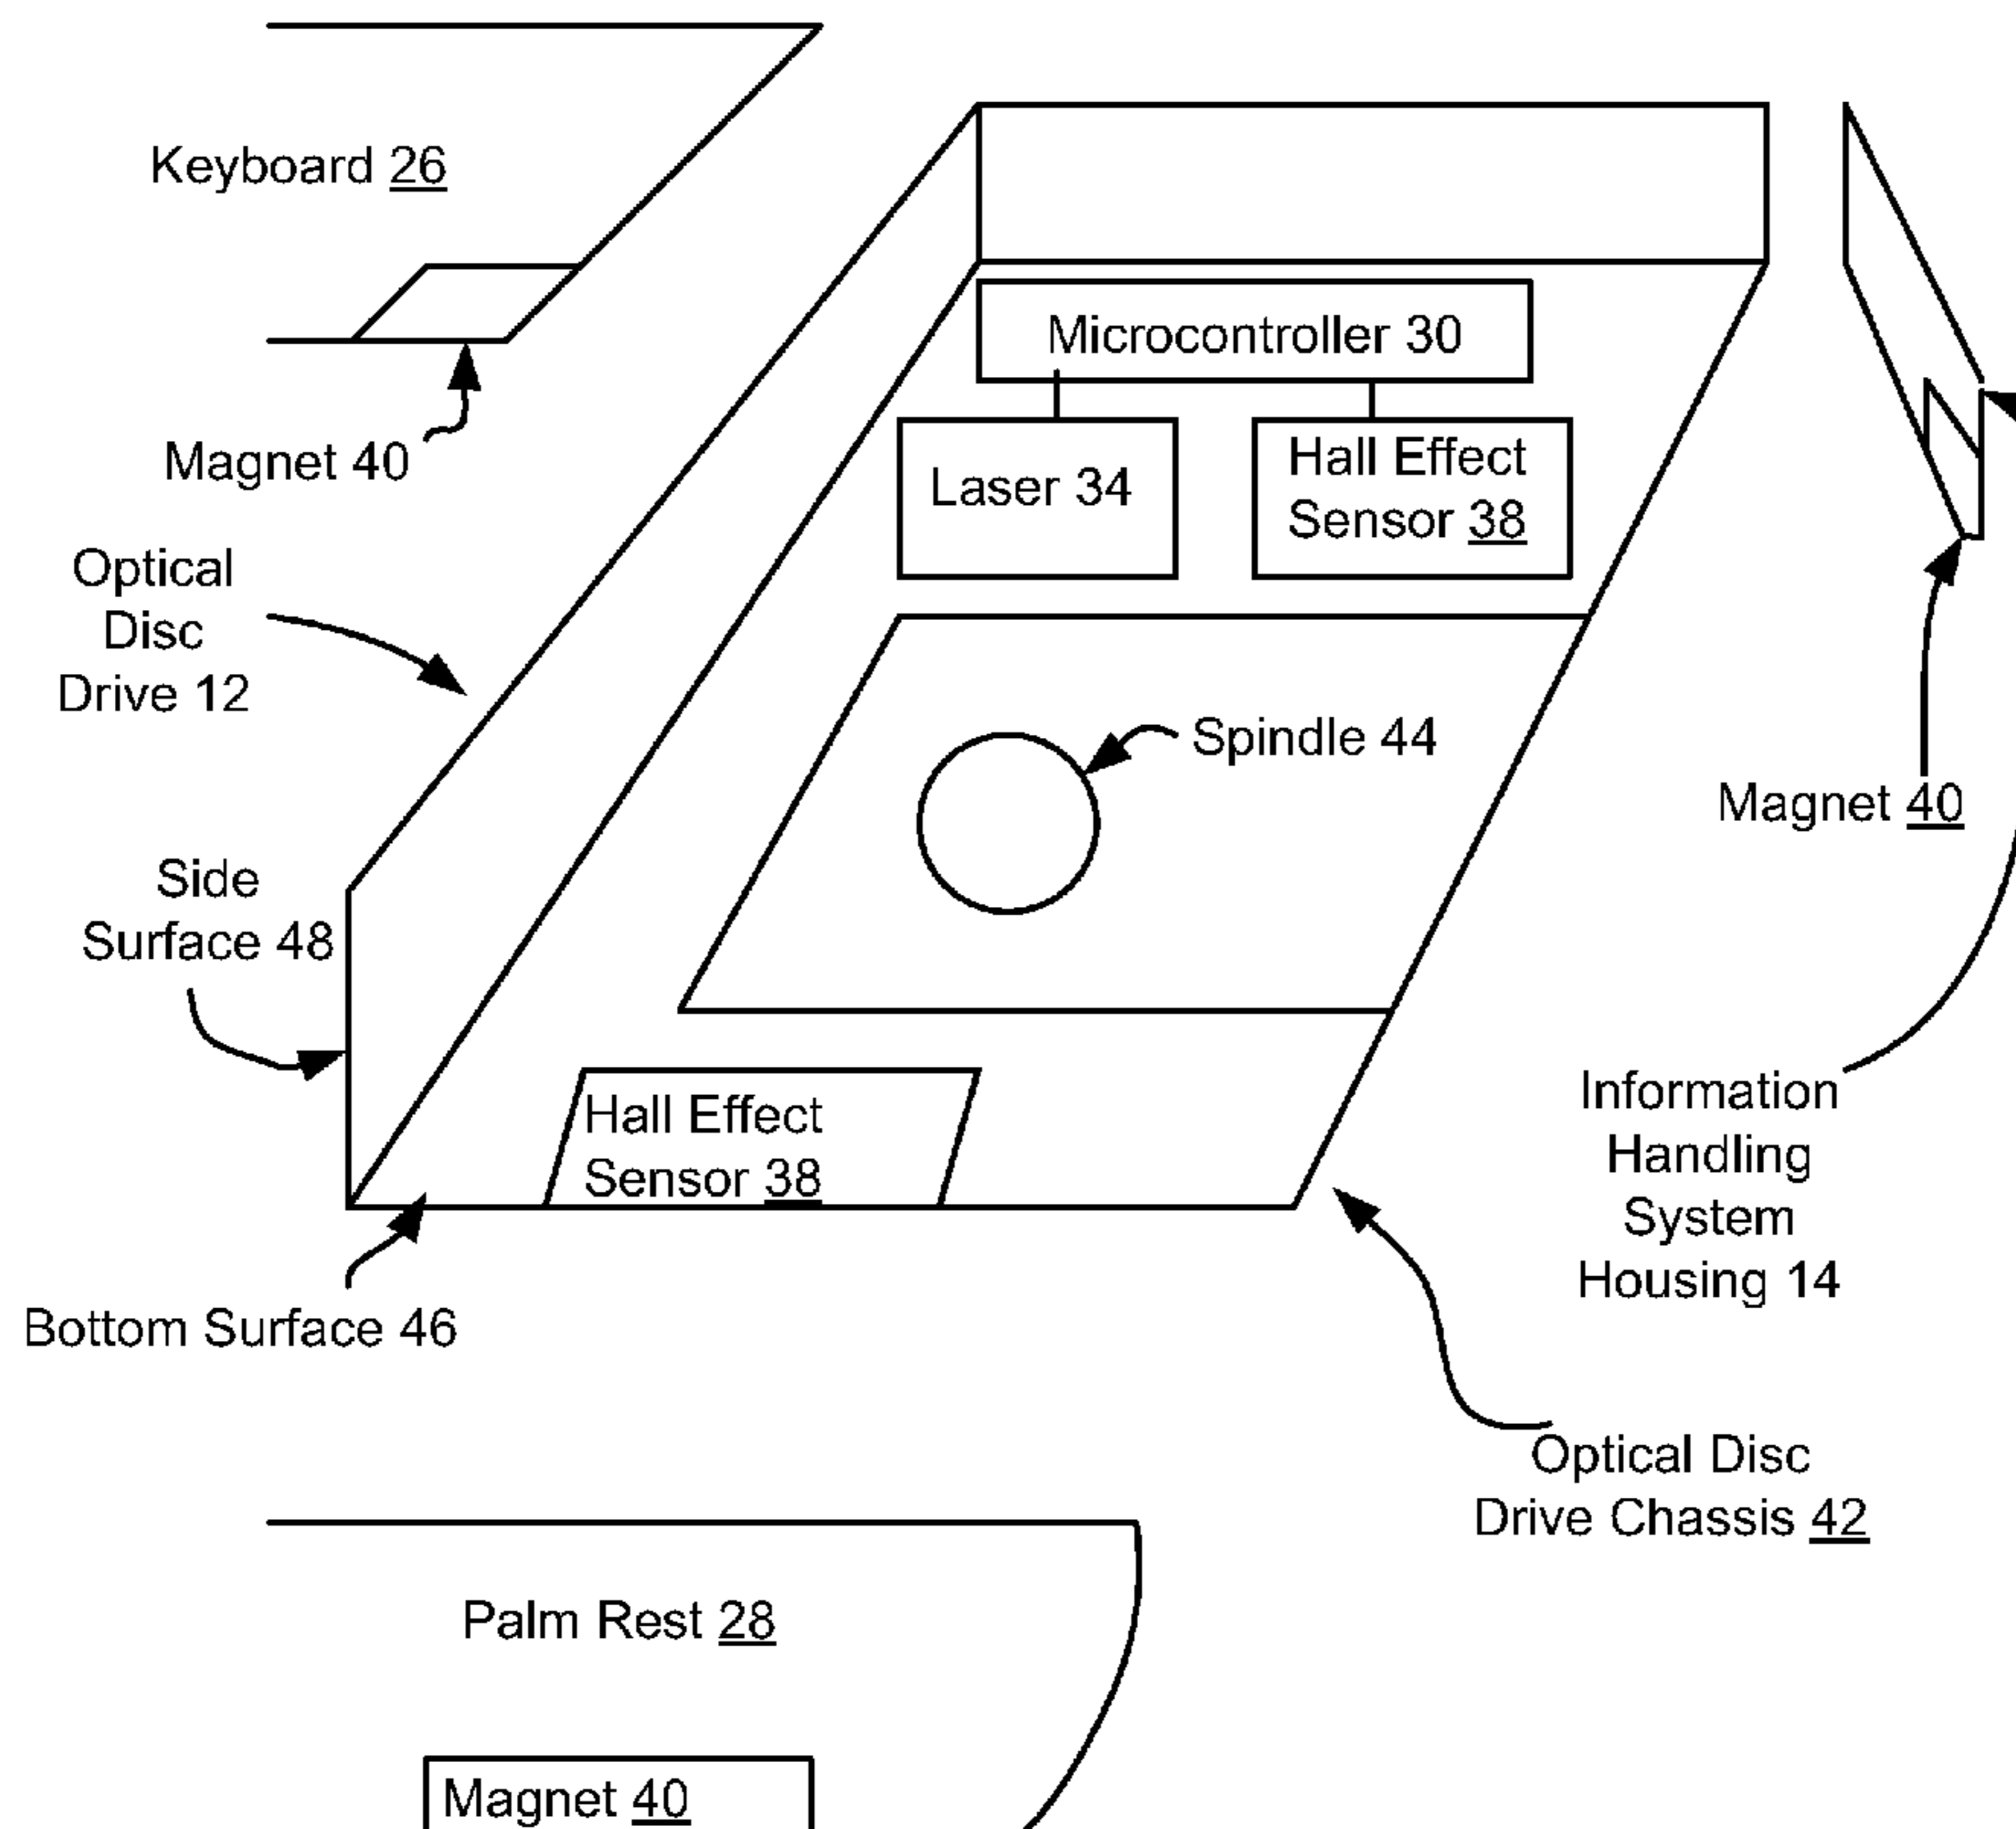 Keyboard 26
Magnet 40
Microcontroller 30
Laser 34
Hall Effect
Sensor 38
Optical
Disc
Drive 12
Spindle 44
Magnet 40
Side
Surface 48
Hall Effect
Sensor 38
Bottom Surface 46
Information
Handling
System
Housing 14
Optical Disc
Drive Chassis 42
Palm Rest 28
Magnet 40